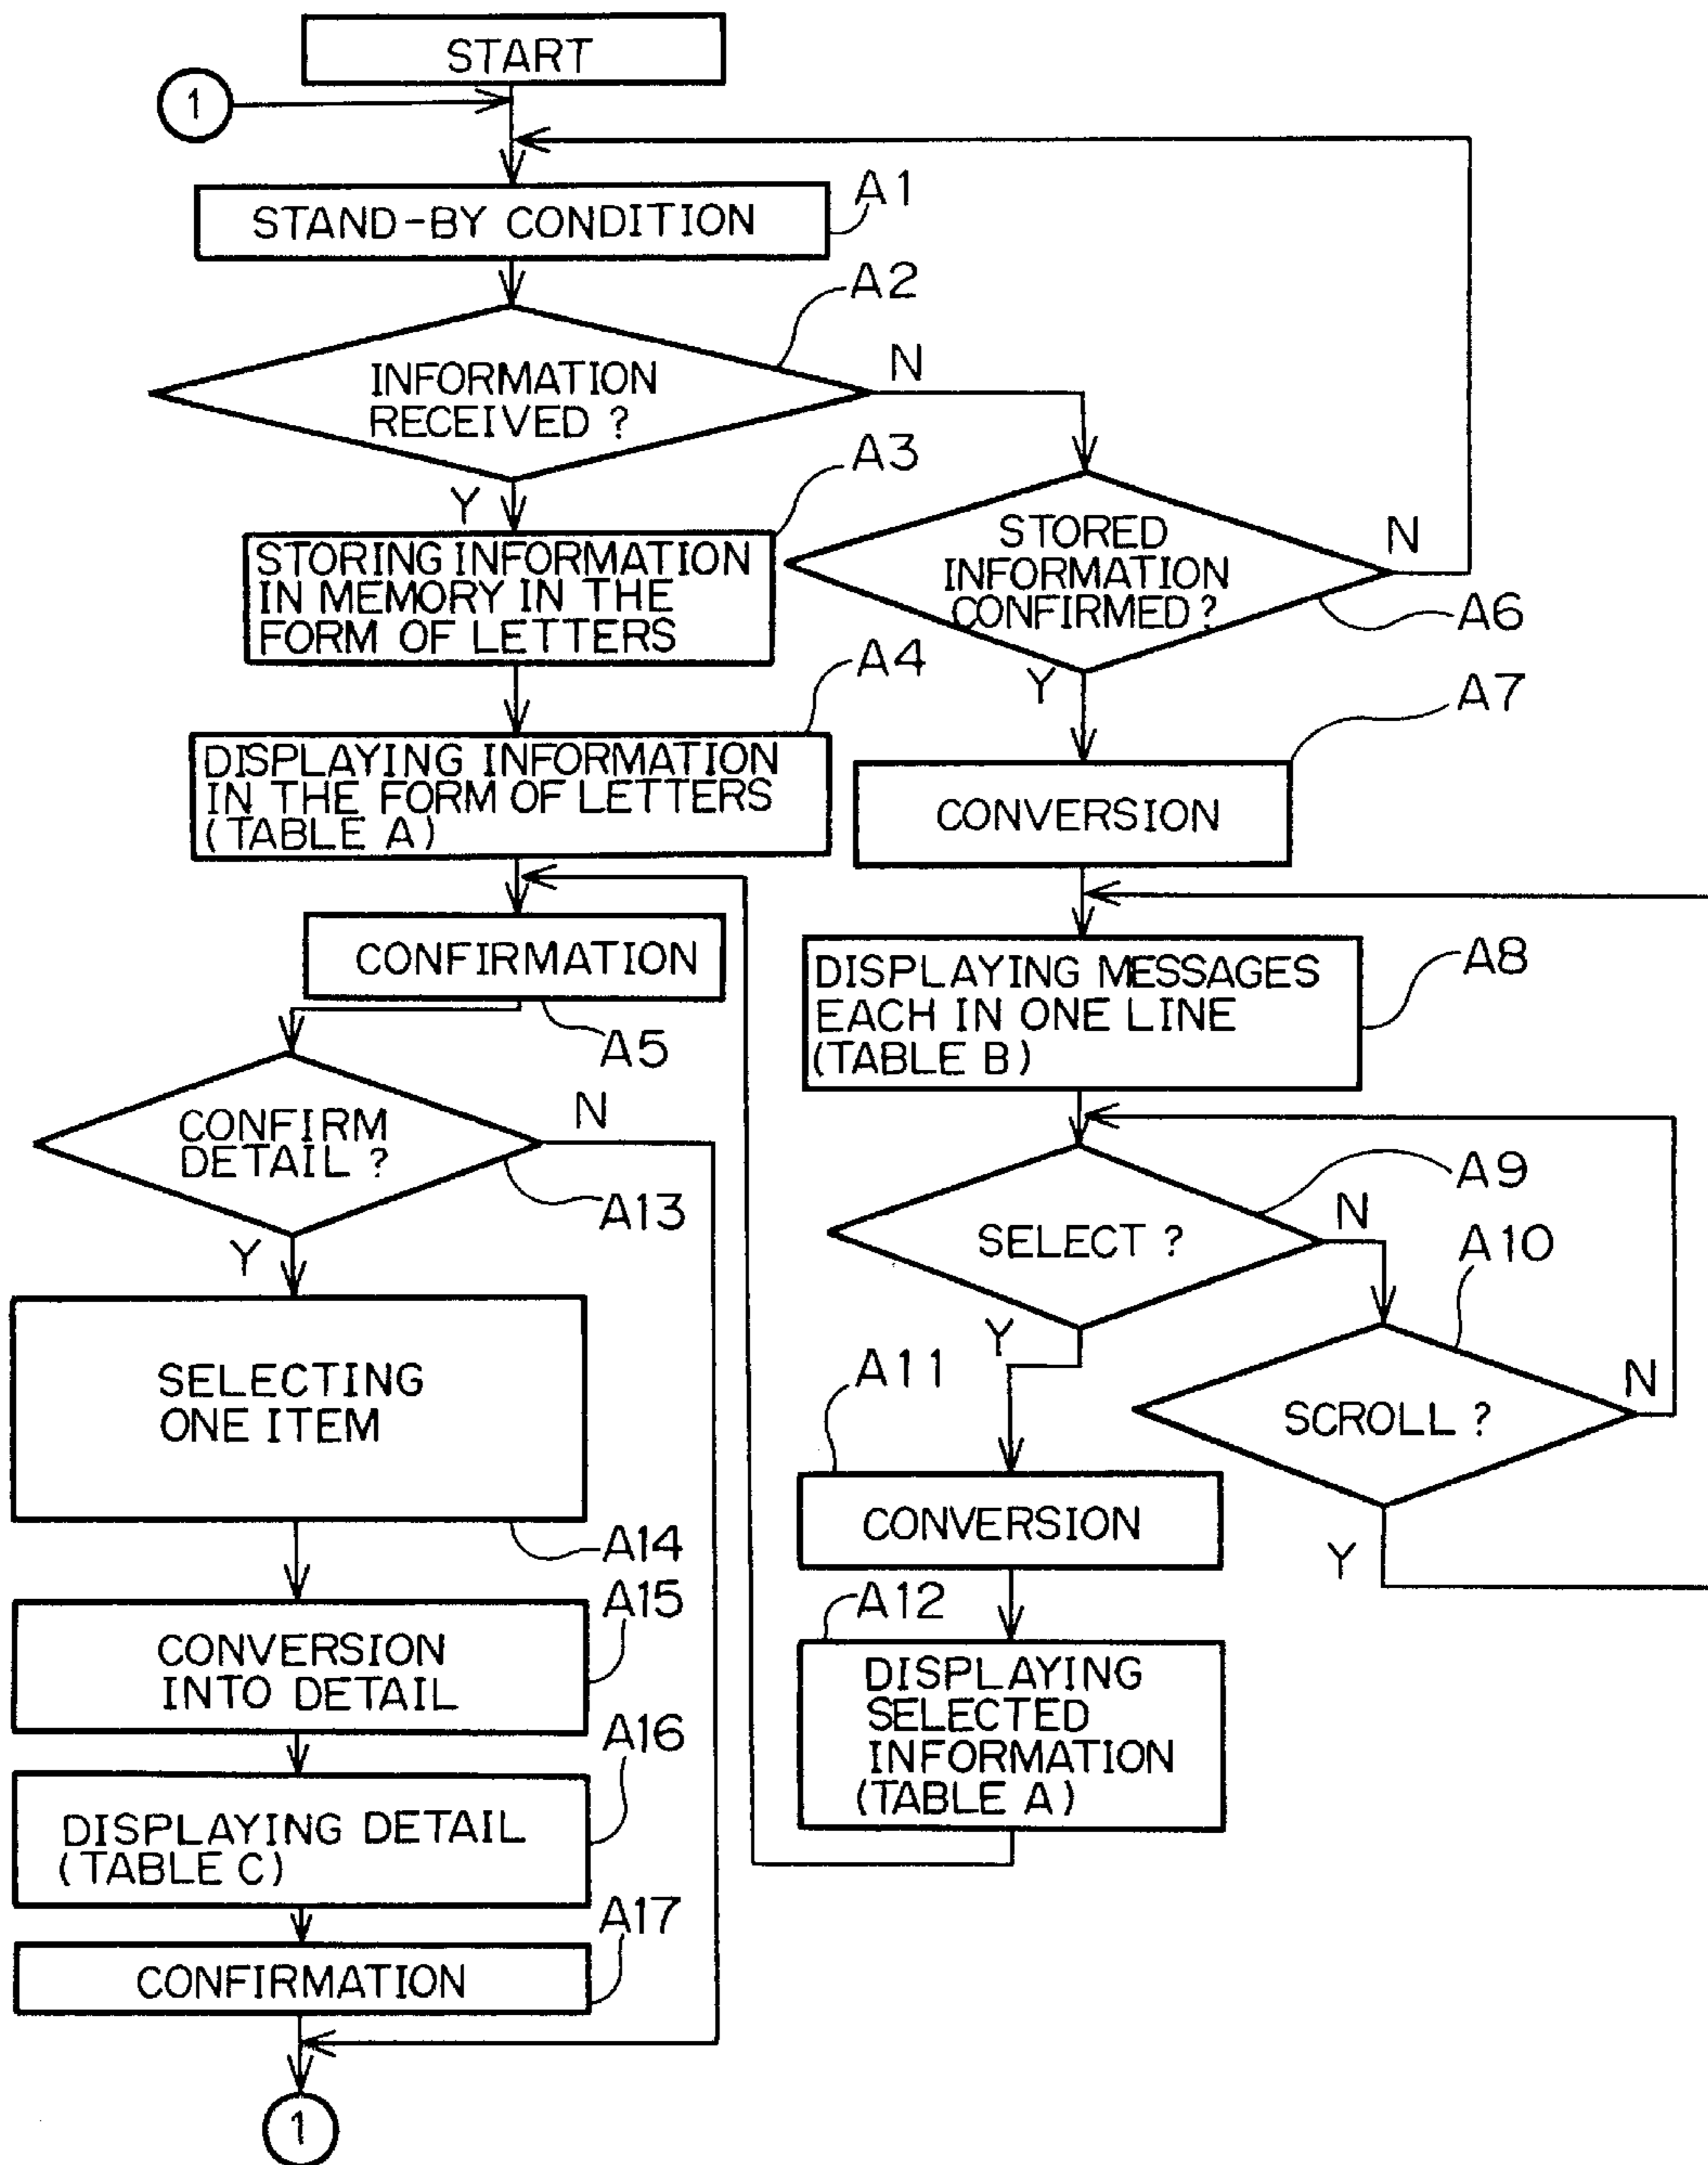 START
1
STAND-BY CONDITION
A1
A2
INFORMATION
RECEIVED ?
N
Y
A3
STORING INFORMATION
IN MEMORY IN THE
FORM OF LETTERS
STORED
INFORMATION
CONFIRMED ?
N
A6
Y
A4
DISPLAYING INFORMATION
IN THE FORM OF LETTERS
(TABLE A)
A7
CONVERSION
CONFIRMATION
A5
DISPLAYING MESSAGES
EACH IN ONE LINE
(TABLE B)
A8
CONFIRM
DETAIL ?
N
A13
Y
SELECT ?
A9
N
Y
A10
SCROLL ?
N
Y
SELECTING
ONE ITEM
A14
A11
CONVERSION
A15
CONVERSION
INTO DETAIL
A12
DISPLAYING
SELECTED
INFORMATION
(TABLE A)
A16
DISPLAYING DETAIL
(TABLE C)
A17
CONFIRMATION
1